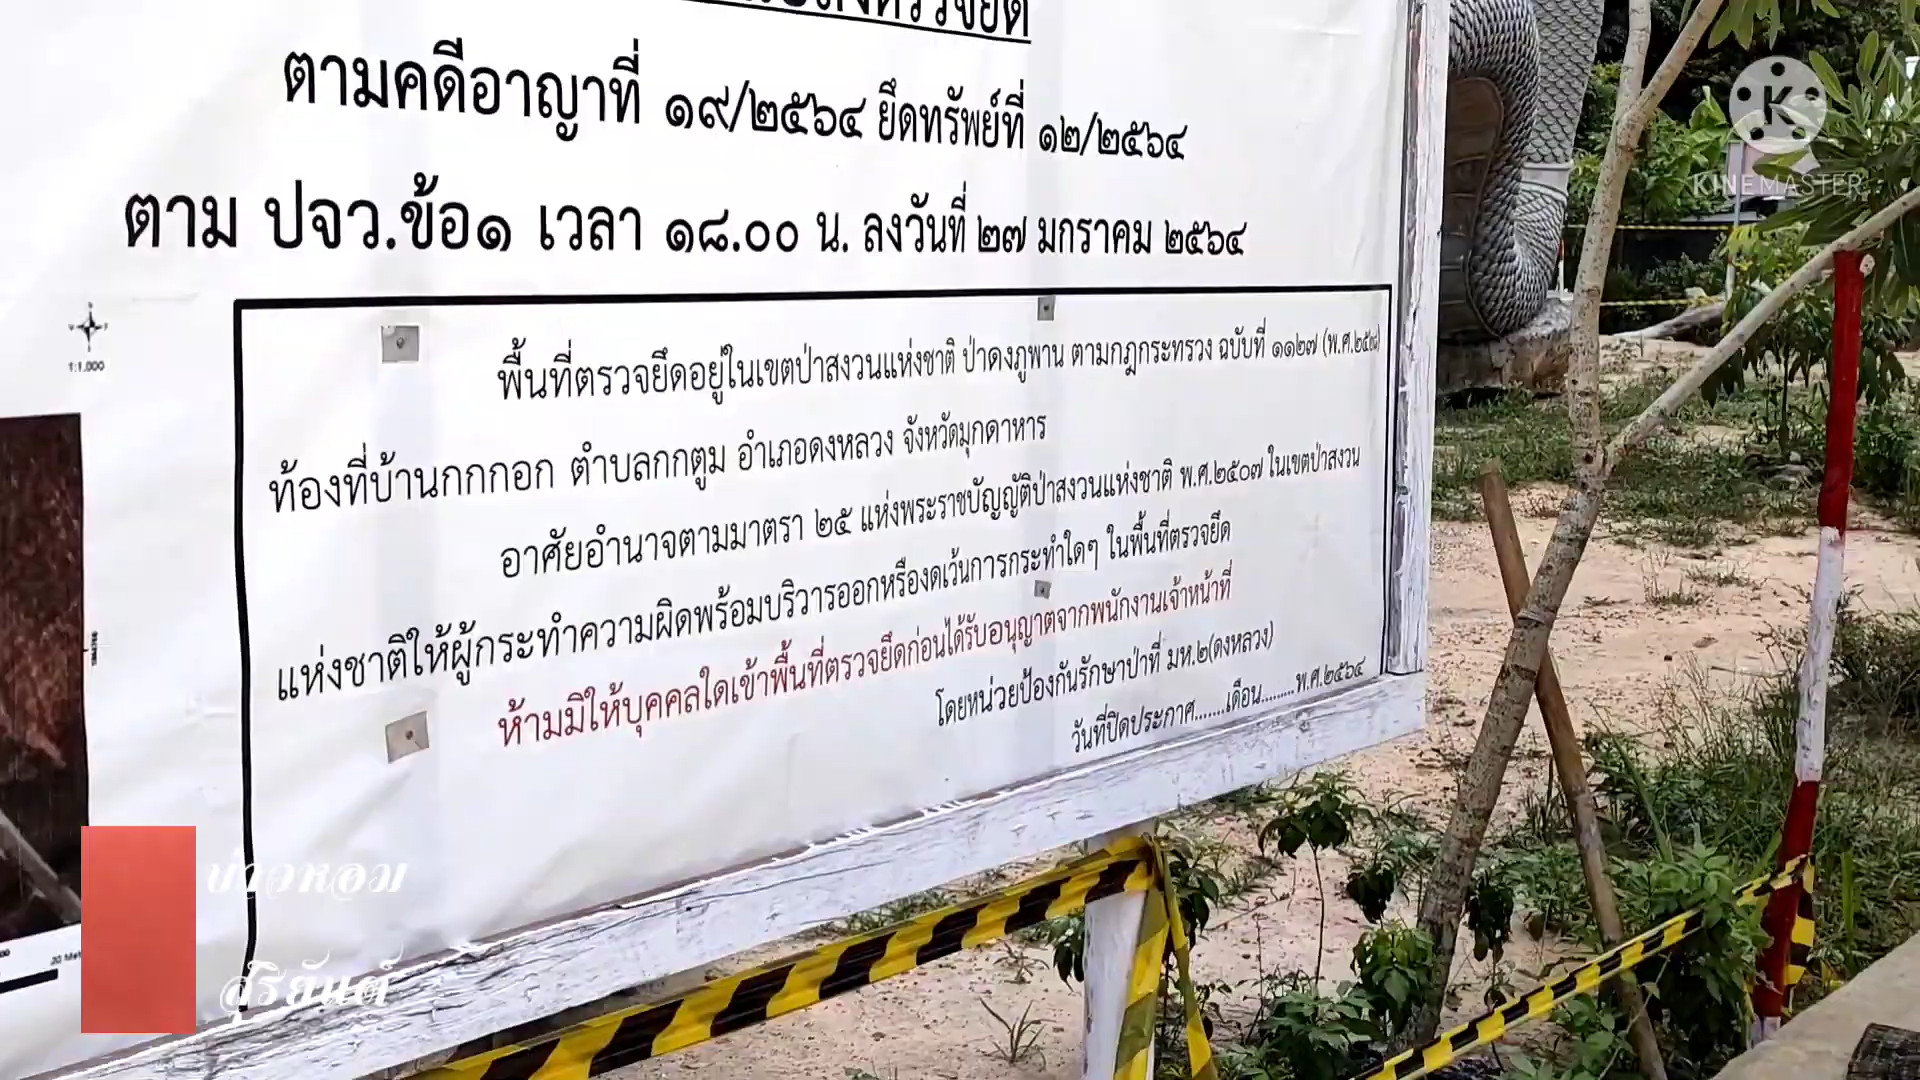 ตามคดีอาญาที่ ๑๙/๒๕๖๔ ยึดทรัพย์ที่ ๑๒/๒๕๖๔
ตาม ปจว.ข้อ๑ เวลา ๑๘.๐๐ น. ลงวันที่ ๒๗ มกราคม ๒๕๖๔
1:1,000
พื้นที่ตรวจยึดอยู่ในเขตป่าสงวนแห่งชาติ ป่าดงภูพาน ตามกฎกระทรวง ฉบับที่ ๑๑๒๗ (พ.ศ.๒๕๒๘)
ท้องที่บ้านกกกอก ตำบลกกตูม อำเภอดงหลวง จังหวัดมุกดาหาร
อาศัยอำนาจตามมาตรา ๒๕ แห่งพระราชบัญญัติป่าสงวนแห่งชาติ พ.ศ.๒๕๐๗ ในเขตป่าสงวน
แห่งชาติให้ผู้กระทำความผิดพร้อมบริวารออกหรืองดเว้นการกระทำใดๆ ในพื้นที่ตรวจยึด
ห้ามมิให้บุคคลใดเข้าพื้นที่ตรวจยึดก่อนได้รับอนุญาตจากพนักงานเจ้าหน้าที่
โดยหน่วยป้องกันรักษาป่าที่ มห.๒(ดงหลวง)
วันที่ปิดประกาศ.......เดือน........พ.ศ.๒๕๖๔
KINEMASTER
บ่าวหอม
สุริยันต์